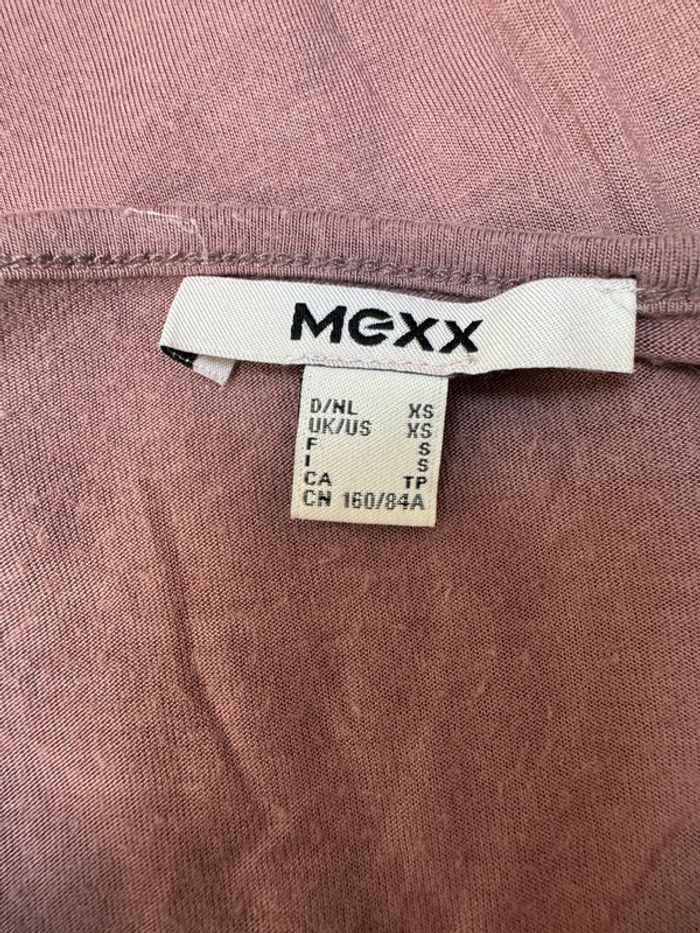 MEXX
D/NL XS
UK/US XS
F S
I S
CA TP
CN 160/84A